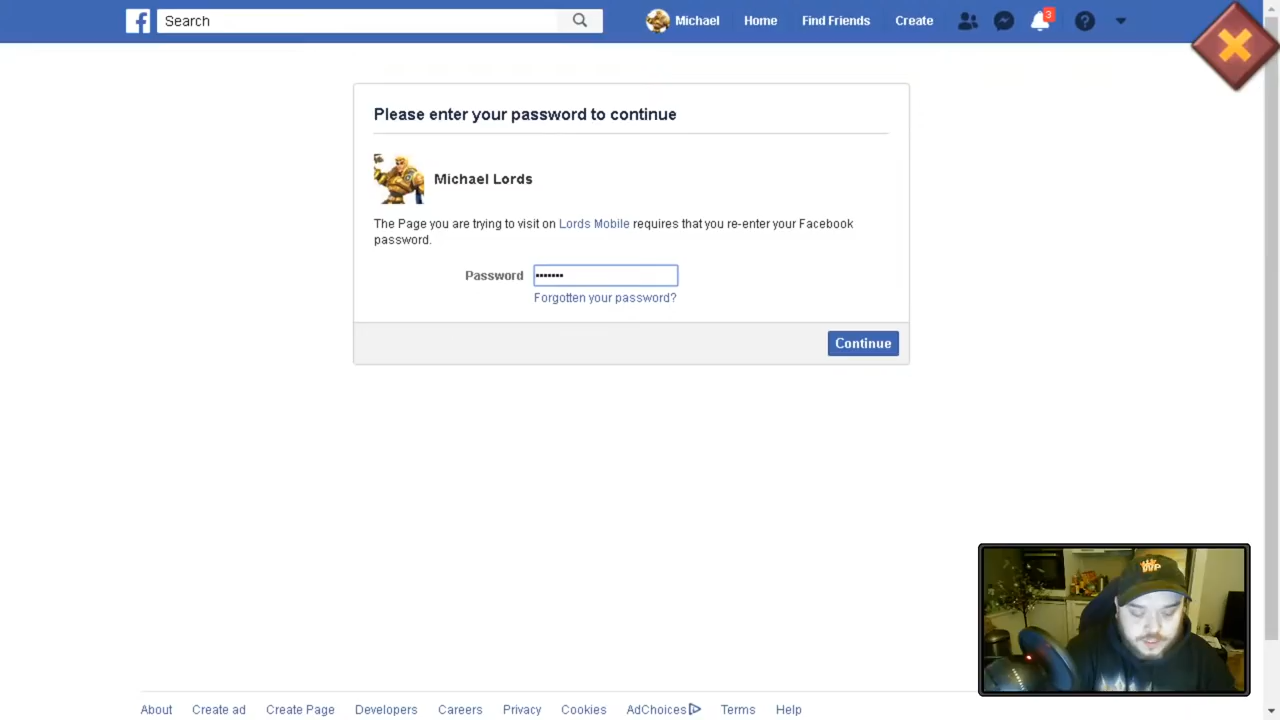 Search
Michael Home Find Friends Create 3
Please enter your password to continue
Michael Lords
The Page you are trying to visit on Lords Mobile requires that you re-enter your Facebook
password.
Password •••••••
Forgotten your password?
Continue
About Create ad Create Page Developers Careers Privacy Cookies AdChoices Terms Help